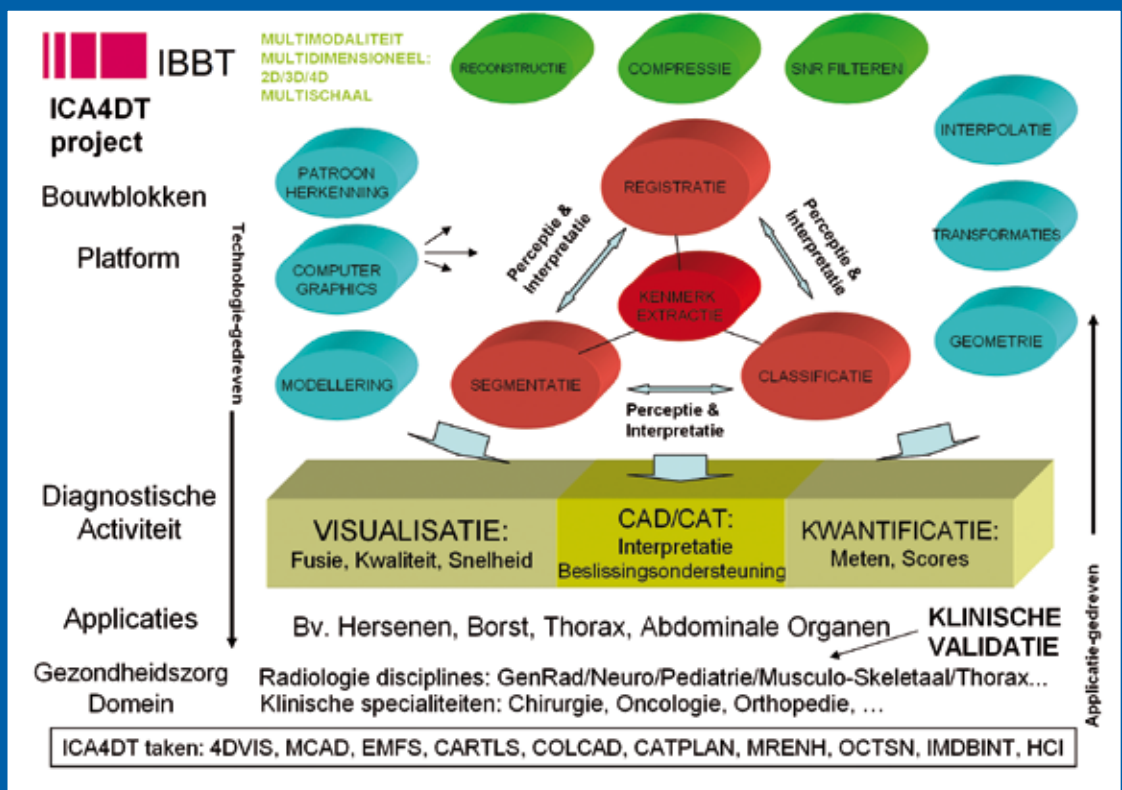 IBBT
ICA4DT
project
MULTIMODALITEIT
MULTIDIMENSIONEEL:
2D/3D/4D
MULTISCHAAL
RECONSTRUCTIE
COMPRESSIE
SNR FILTEREN
Bouwblokken
Platform
Technologie-gedreven
PATROON
HERKENNING
COMPUTER
GRAPHICS
MODELLERING
REGISTRATIE
Perceptie &
Interpretatie
Perceptie &
Interpretatie
KENMERK
EXTRACTIE
SEGMENTATIE
CLASSIFICATIE
Perceptie &
Interpretatie
INTERPOLATIE
TRANSFORMATIES
GEOMETRIE
Applicatie-gedreven
Diagnostische
Activiteit
VISUALISATIE:
Fusie, Kwaliteit, Snelheid
CAD/CAT:
Interpretatie
Beslissingsondersteuning
KWANTIFICATIE:
Meten, Scores
Applicaties
Bv. Hersenen, Borst, Thorax, Abdominale Organen
KLINISCHE
VALIDATIE
Gezondheidszorg
Domein
Radiologie disciplines: GenRad/Neuro/Pediatrie/Musculo-Skeletaal/Thorax...
Klinische specialiteiten: Chirurgie, Oncologie, Orthopedie, ...
ICA4DT taken: 4DVIS, MCAD, EMFS, CARTLS, COLCAD, CATPLAN, MRENH, OCTSN, IMDBINT, HCI